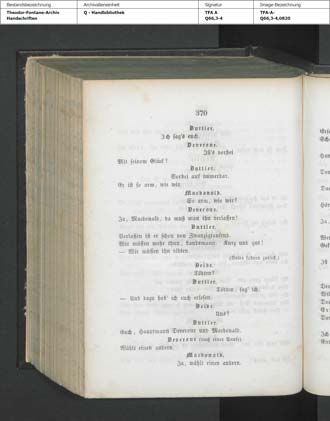 Bestandsbezeichnung
Archivalieneinheit
Signatur
Image-Bezeichnung
Theodor-Fontane-Archiv
Handschriften
Q - Handbibliothek
TFA A
Q66,3-4
TFA-A-
Q66,3-4,0820
370
Buttler.
Ich sag's euch.
Deveroux.
Ist's vorbei
Mit seinem Glück?
Buttler.
Vorbei auf immerdar.
Er ist so arm, wie wir.
Macdonald.
So arm, wie wir?
Deveroux.
Ja, Macdonald, da muß man ihn verlassen!
Buttler.
Verlassen ist er schon von Zwanzigtausend.
Wir müssen mehr thun, Landsmann. Kurz und gut!
— Wir müssen ihn tödten.
(Beide fahren zurück.)
Beide.
Tödten?
Buttler.
Tödten, sag' ich.
— Und dazu hab' ich euch erlesen.
Beide.
Uns?
Buttler.
Euch, Hauptmann Deveroux und Macdonald.
Deveroux (nach einer Pause)
Wählt einen andern.
Macdonald.
Ja, wählt einen andern.